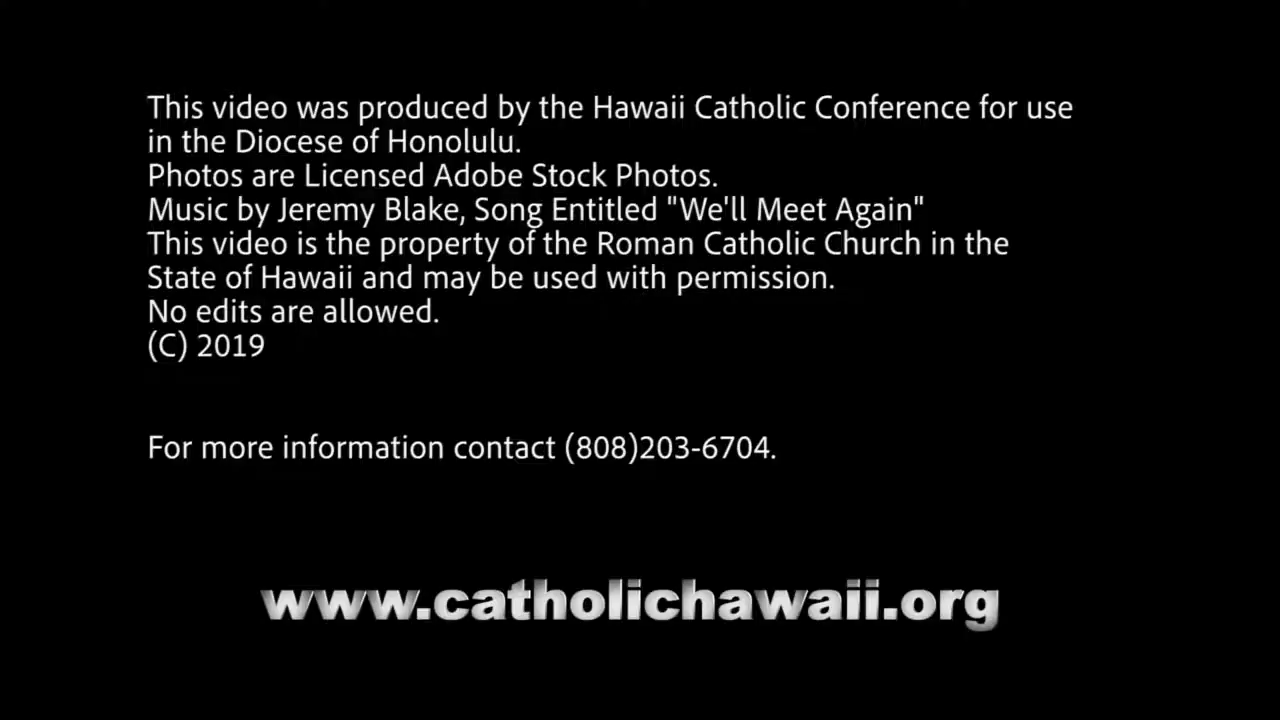 This video was produced by the Hawaii Catholic Conference for use
in the Diocese of Honolulu.
Photos are Licensed Adobe Stock Photos.
Music by Jeremy Blake, Song Entitled "We'll Meet Again"
This video is the property of the Roman Catholic Church in the
State of Hawaii and may be used with permission.
No edits are allowed.
(C) 2019
For more information contact (808)203-6704.
www.catholichawaii.org